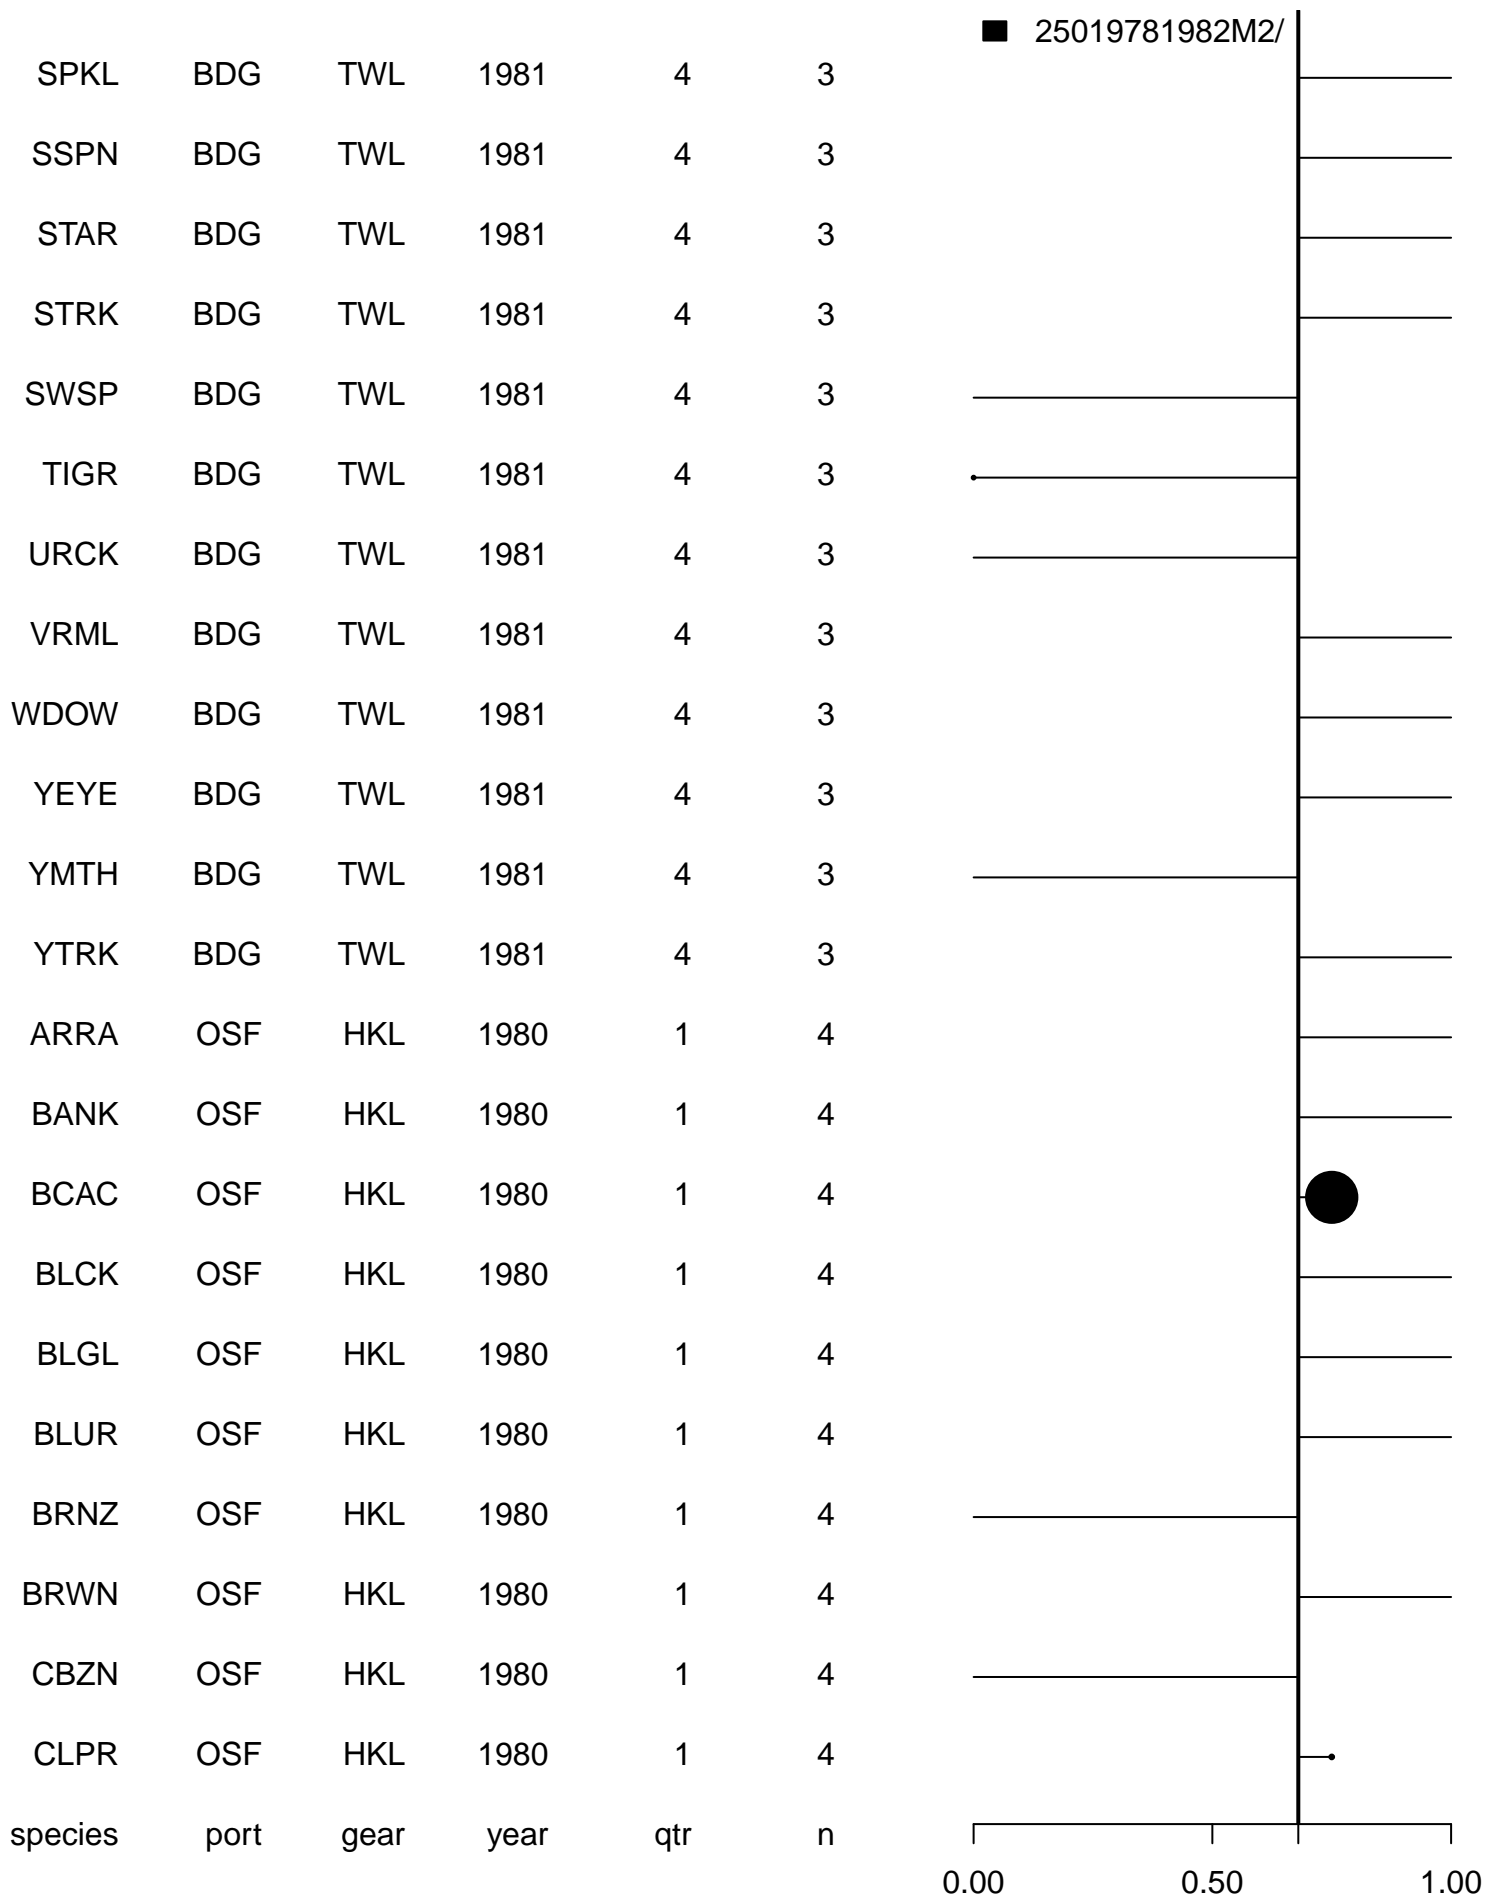 25019781982M2/
SPKL BDG TWL 1981 4 3
SSPN BDG TWL 1981 4 3
STAR BDG TWL 1981 4 3
STRK BDG TWL 1981 4 3
SWSP BDG TWL 1981 4 3
TIGR BDG TWL 1981 4 3
URCK BDG TWL 1981 4 3
VRML BDG TWL 1981 4 3
WDOW BDG TWL 1981 4 3
YEYE BDG TWL 1981 4 3
YMTH BDG TWL 1981 4 3
YTRK BDG TWL 1981 4 3
ARRA OSF HKL 1980 1 4
BANK OSF HKL 1980 1 4
BCAC OSF HKL 1980 1 4
BLCK OSF HKL 1980 1 4
BLGL OSF HKL 1980 1 4
BLUR OSF HKL 1980 1 4
BRNZ OSF HKL 1980 1 4
BRWN OSF HKL 1980 1 4
CBZN OSF HKL 1980 1 4
CLPR OSF HKL 1980 1 4
species port gear year qtr n
0.00 0.50 1.00